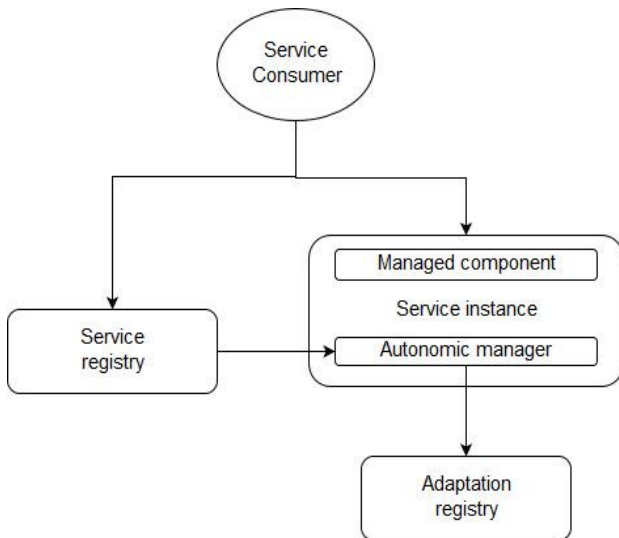 Service
Consumer
Managed component
Service instance
Service
registry
Autonomic manager
Adaptation
registry